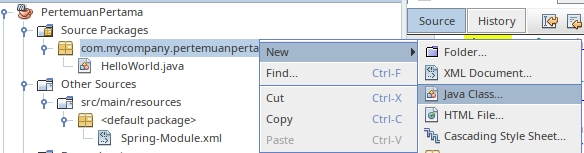 PertemuanPertama
Source Packages
com.mycompany.pertemuanperta
HelloWorld.java
Other Sources
src/main/resources
<default package>
Spring-Module.xml
New
Find... Ctrl-F
Cut Ctrl-X
Copy Ctrl-C
Paste Ctrl-V
Source History
Folder...
XML Document...
Java Class...
HTML File...
Cascading Style Sheet...